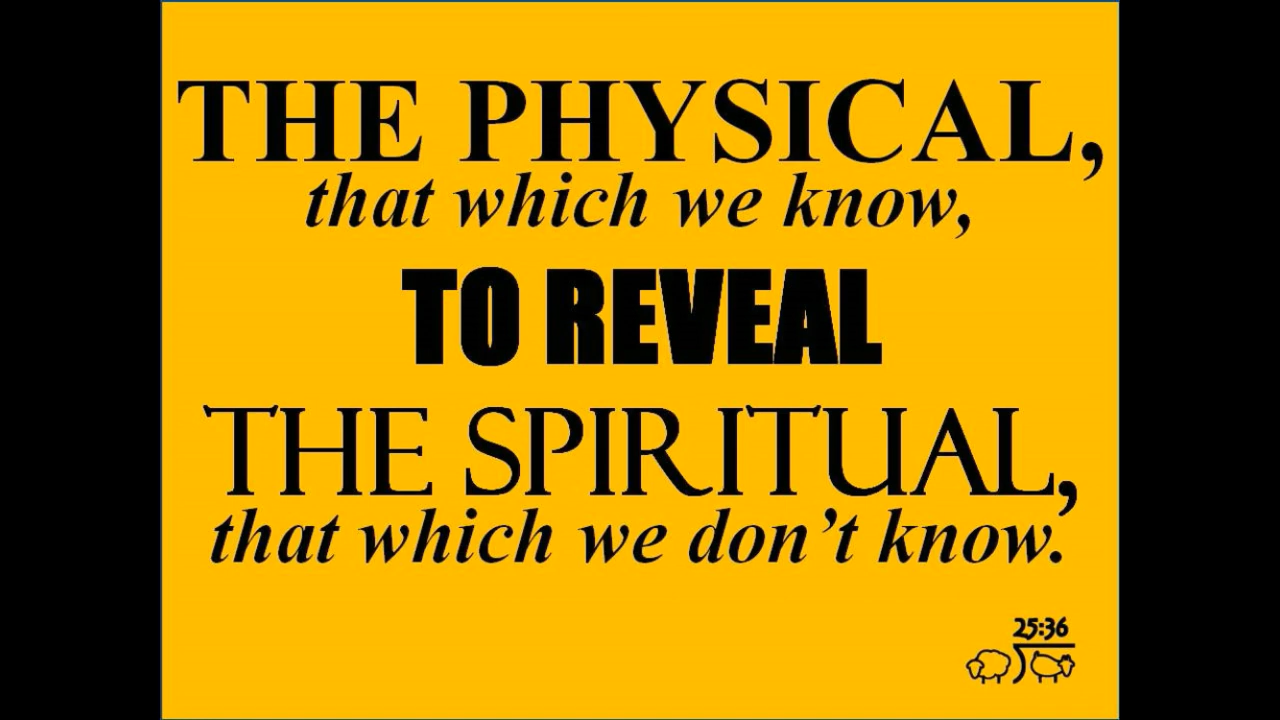 THE PHYSICAL,
that which we know,
TO REVEAL
THE SPIRITUAL,
that which we don’t know.
25:36